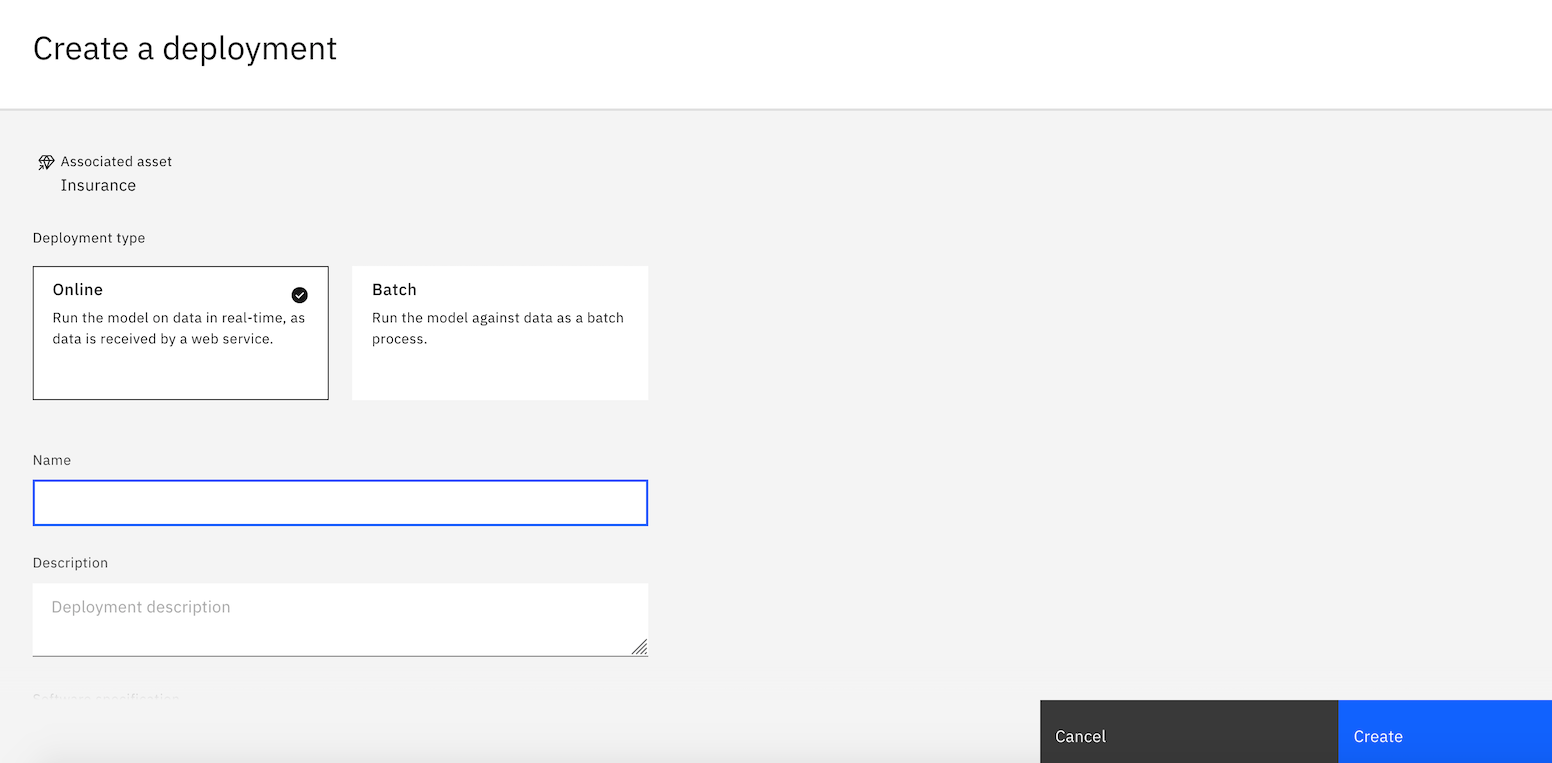 Create a deployment
Associated asset
Insurance
Deployment type
Online
Run the model on data in real-time, as
data is received by a web service.
Batch
Run the model against data as a batch
process.
Name
Description
Deployment description
Software specification
Cancel
Create